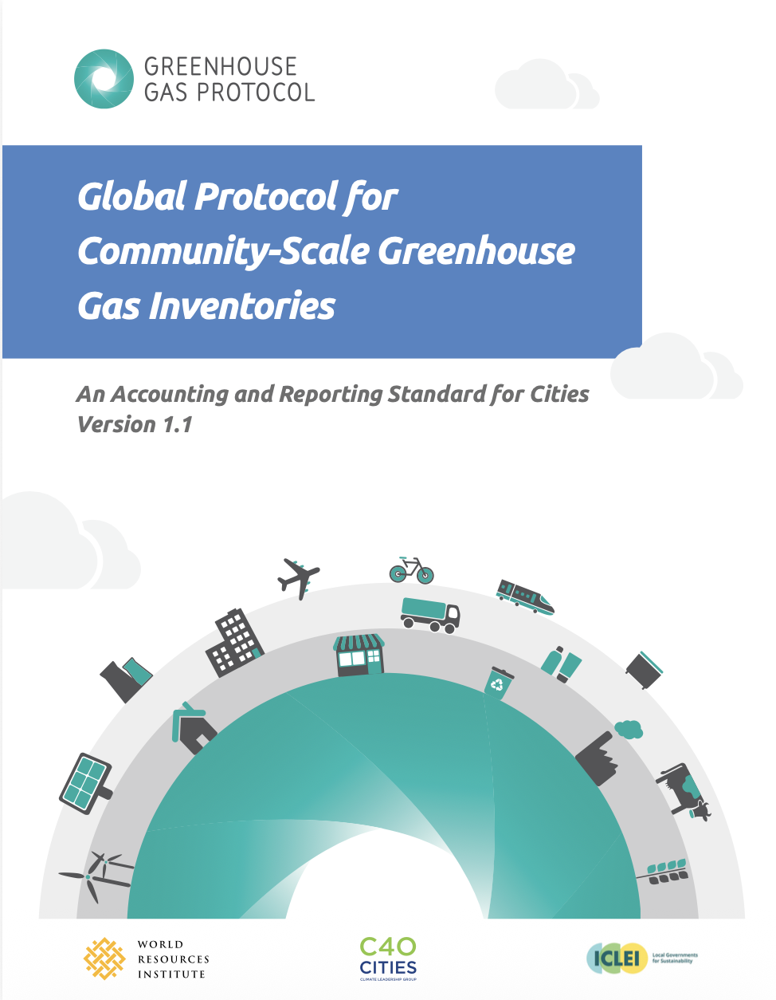 GREENHOUSE
GAS PROTOCOL
Global Protocol for
Community-Scale Greenhouse
Gas Inventories
An Accounting and Reporting Standard for Cities
Version 1.1
WORLD
RESOURCES
INSTITUTE
C40
CITIES
CLIMATE LEADERSHIP GROUP
ICLEI
Local Governments
for Sustainability